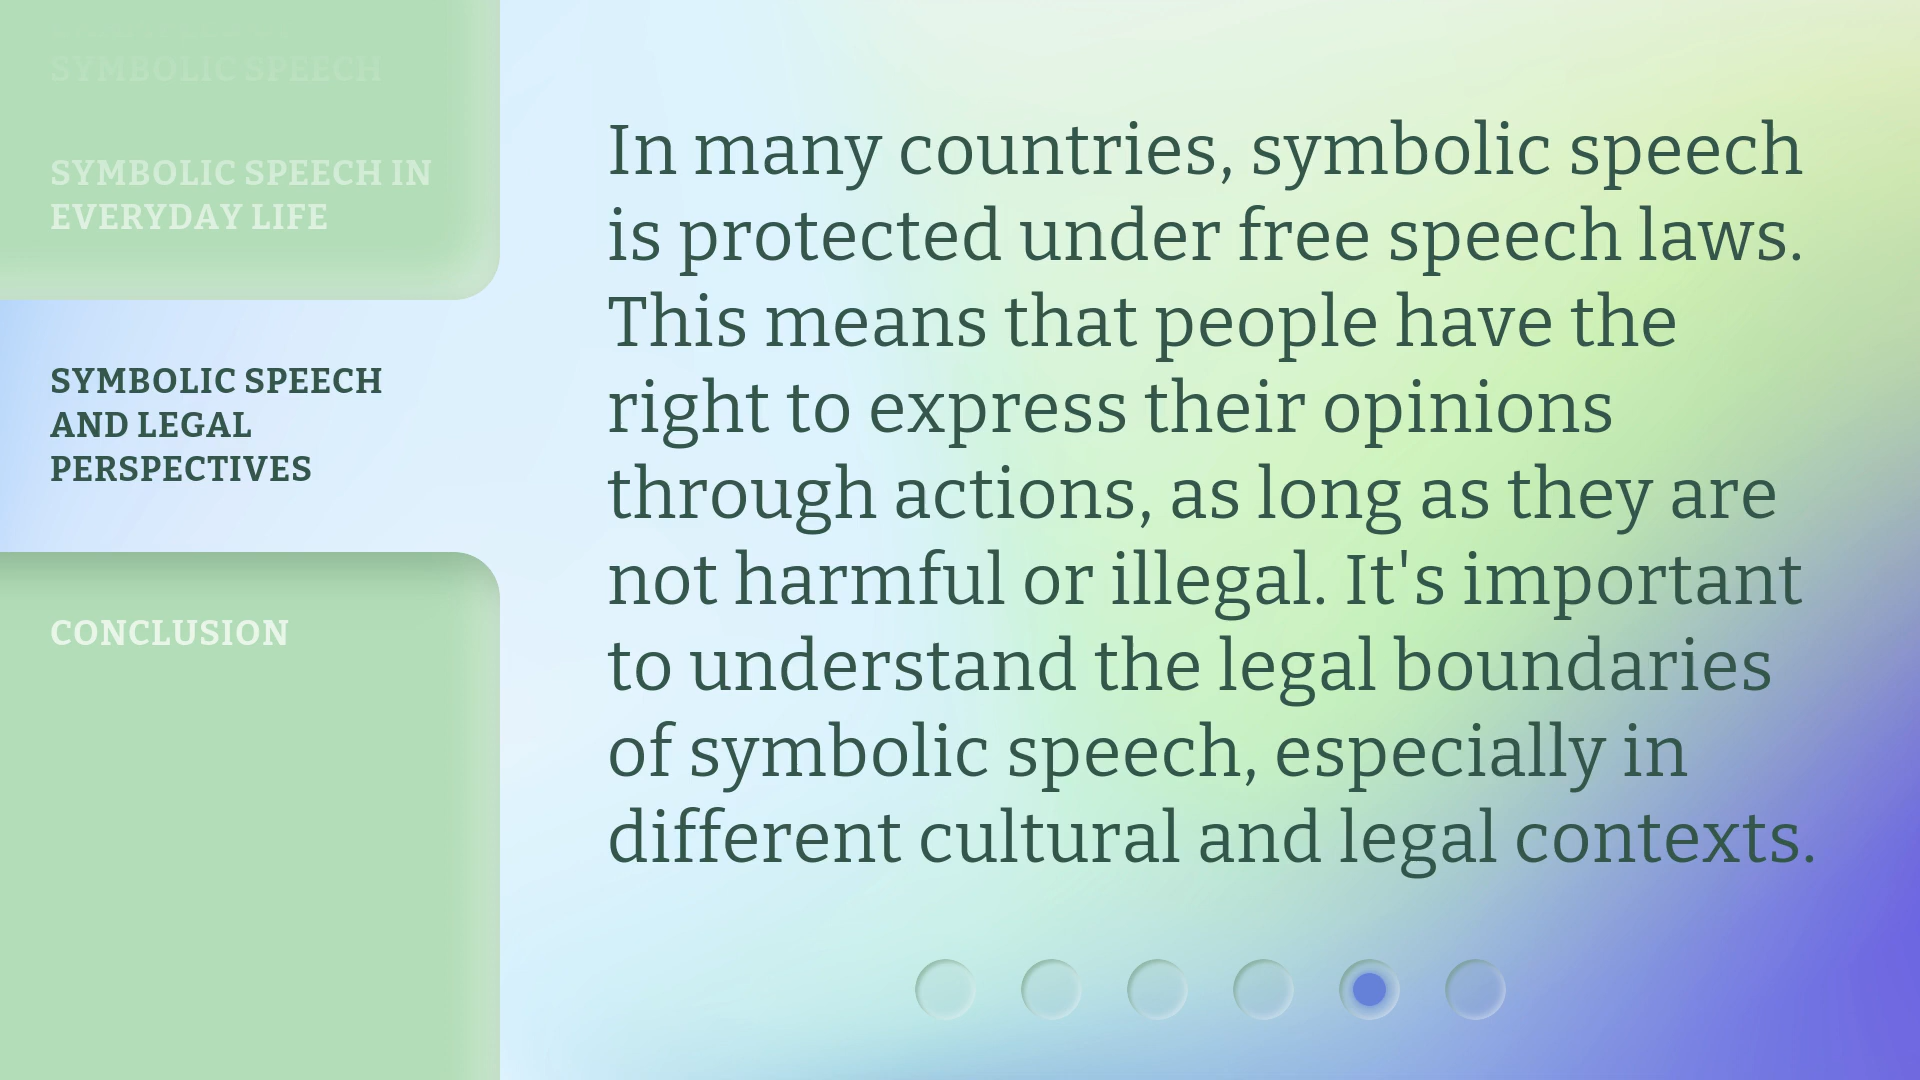 SYMBOLIC SPEECH
SYMBOLIC SPEECH IN
EVERYDAY LIFE
SYMBOLIC SPEECH
AND LEGAL
PERSPECTIVES
CONCLUSION
In many countries, symbolic speech
is protected under free speech laws.
This means that people have the
right to express their opinions
through actions, as long as they are
not harmful or illegal. It's important
to understand the legal boundaries
of symbolic speech, especially in
different cultural and legal contexts.